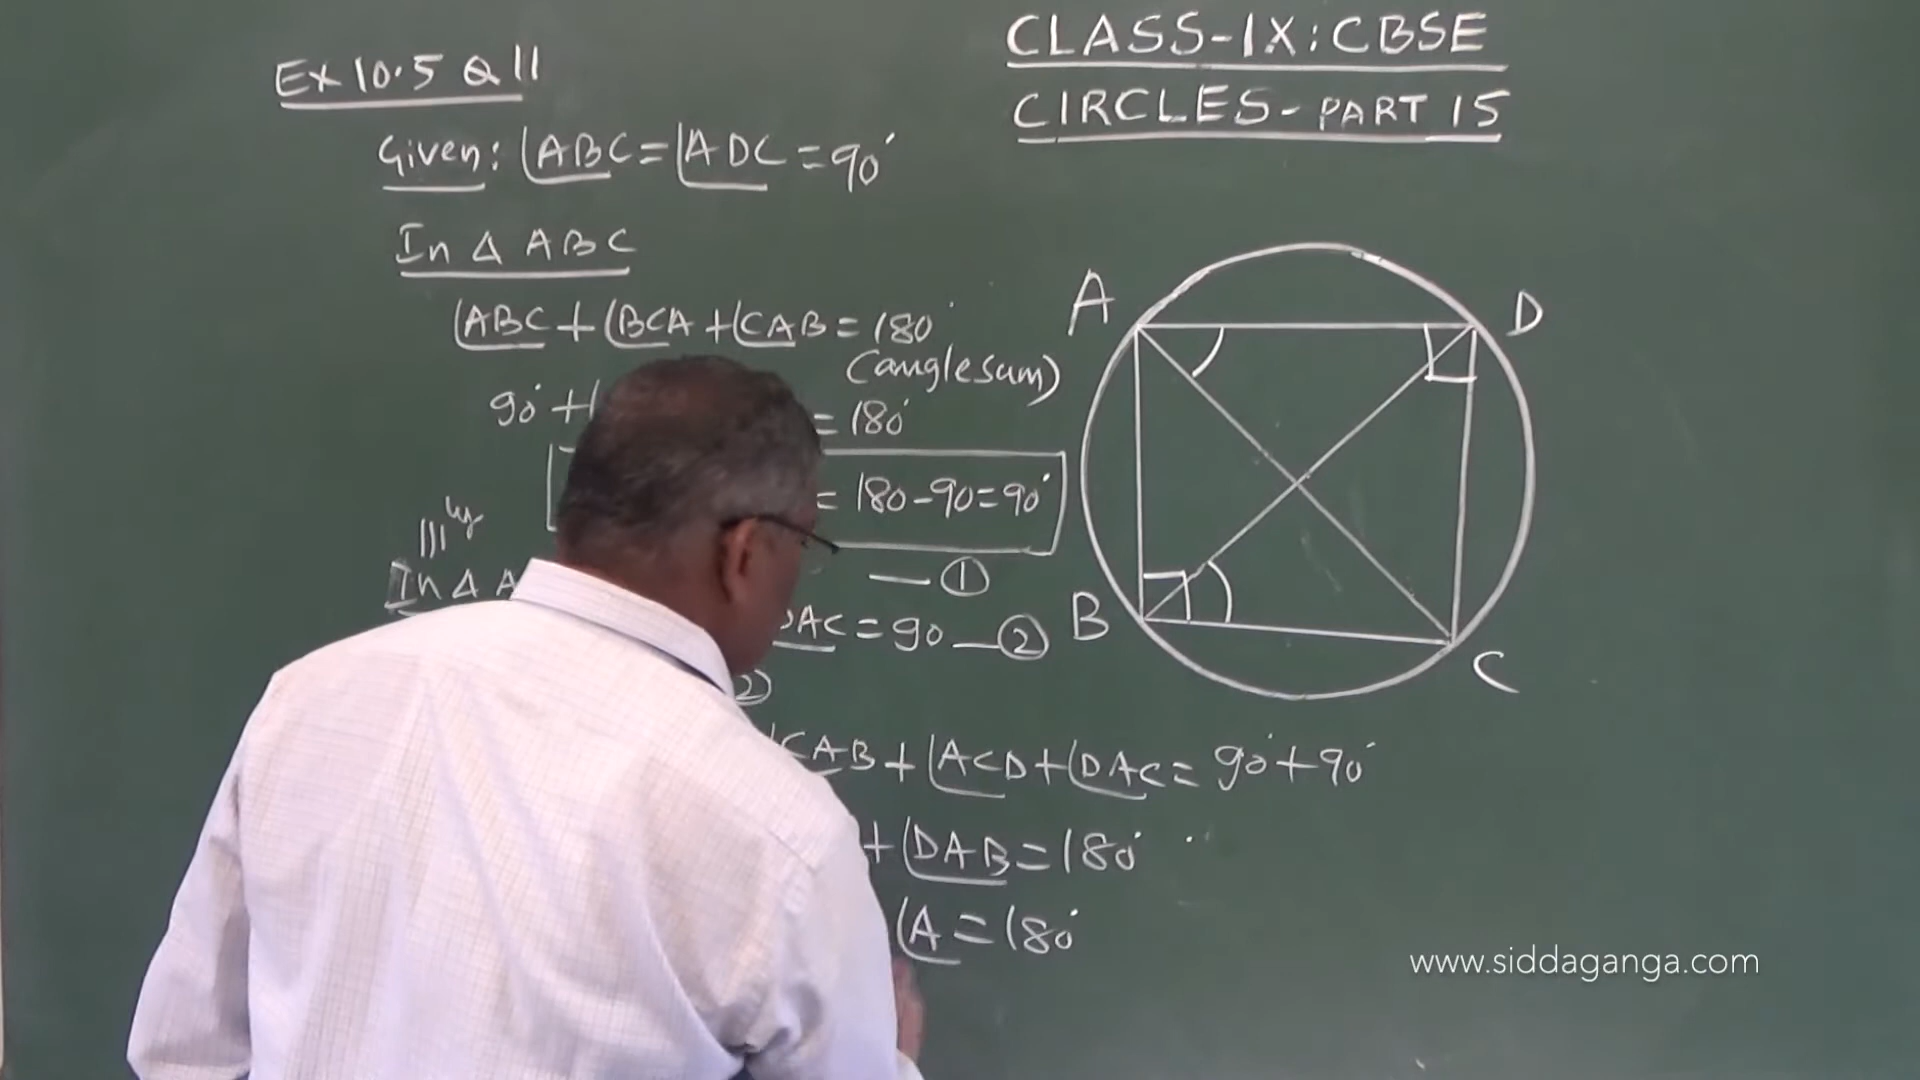 CLASS-IX: CBSE
CIRCLES - PART 15
Ex 10.5 Q 11
Given: ∠ABC = ∠ADC = 90°
In Δ ABC
∠ABC + ∠BCA + ∠CAB = 180°
(angle sum)
90° + = 180°
= 180 - 90 = 90°
— ①
|||ly
In Δ A
DAC = 90 — ②
2)
CAB + ∠ACD + ∠DAC = 90° + 90°
+ ∠DAB = 180°
∠A = 180°
A
D
B
C
www.siddaganga.com